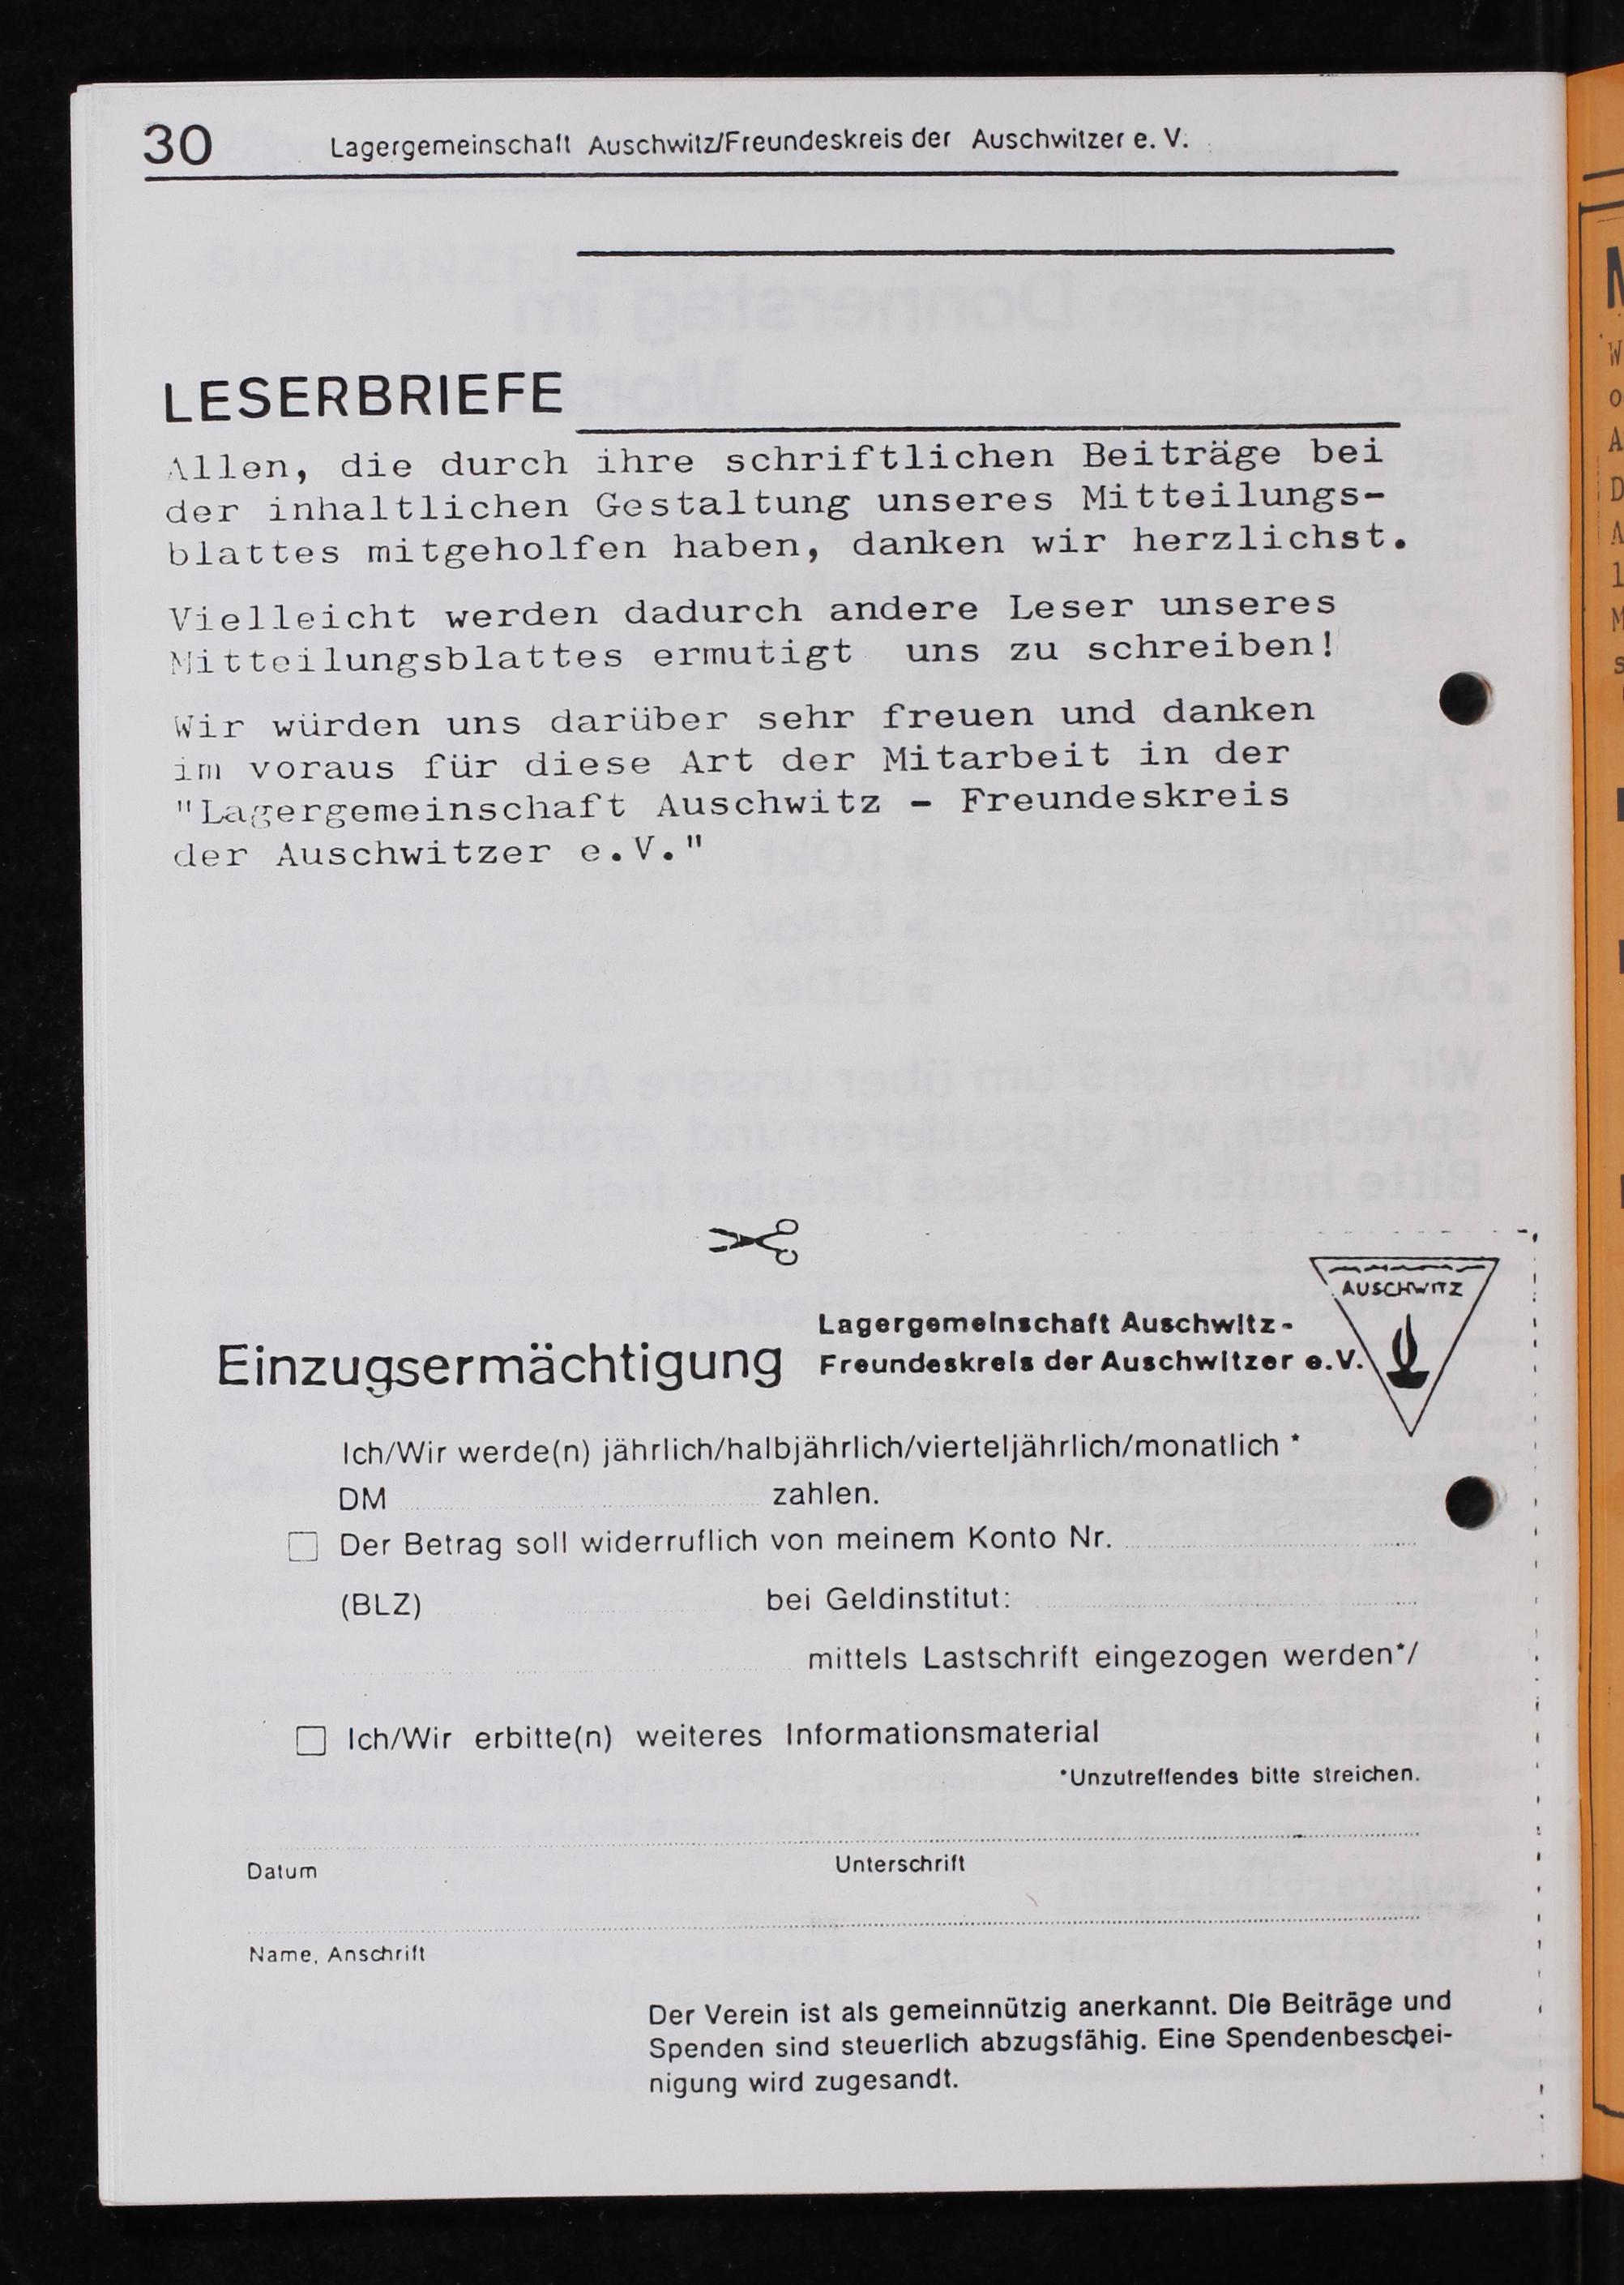 30 Lagergemeinschaft Auschwitz/Freundeskreis der Auschwitzer e. V.
LESERBRIEFE
Allen, die durch ihre schriftlichen Beiträge bei
der inhaltlichen Gestaltung unseres Mitteilungs-
blattes mitgeholfen haben, danken wir herzlichst.
Vielleicht werden dadurch andere Leser unseres
Mitteilungsblattes ermutigt uns zu schreiben!
Wir würden uns darüber sehr freuen und danken
im voraus für diese Art der Mitarbeit in der
"Lagergemeinschaft Auschwitz - Freundeskreis
der Auschwitzer e.V."
AUSCHWITZ
Lagergemeinschaft Auschwitz-
Einzugsermächtigung Freundeskreis der Auschwitzer e.V.
Ich/Wir werde(n) jährlich/halbjährlich/vierteljährlich/monatlich *
DM zahlen.
Der Betrag soll widerruflich von meinem Konto Nr.
(BLZ) bei Geldinstitut:
mittels Lastschrift eingezogen werden*/
Ich/Wir erbitte(n) weiteres Informationsmaterial
*Unzutreffendes bitte streichen.
Datum Unterschrift
Name, Anschrift
Der Verein ist als gemeinnützig anerkannt. Die Beiträge und
Spenden sind steuerlich abzugsfähig. Eine Spendenbeschei-
nigung wird zugesandt.